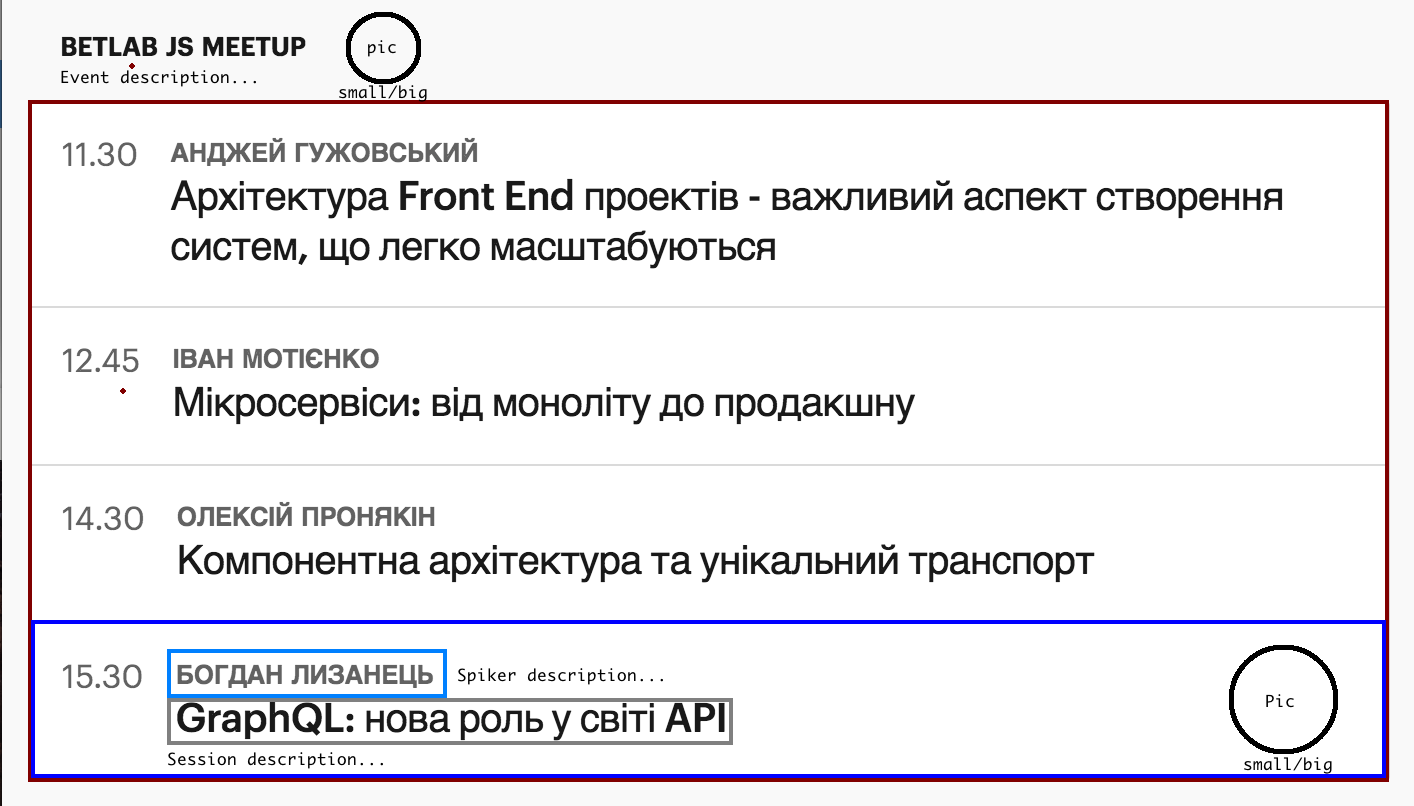 BETLAB JS MEETUP
pic
Event description...
small/big
11.30 АНДЖЕЙ ГУЖОВСЬКИЙ
Архітектура Front End проектів - важливий аспект створення
систем, що легко масштабуються
12.45 ІВАН МОТІЄНКО
Мікросервіси: від моноліту до продакшну
14.30 ОЛЕКСІЙ ПРОНЯКІН
Компонентна архітектура та унікальний транспорт
15.30 БОГДАН ЛИЗАНЕЦЬ Spiker description...
GraphQL: нова роль у світі API
Pic
Session description...
small/big